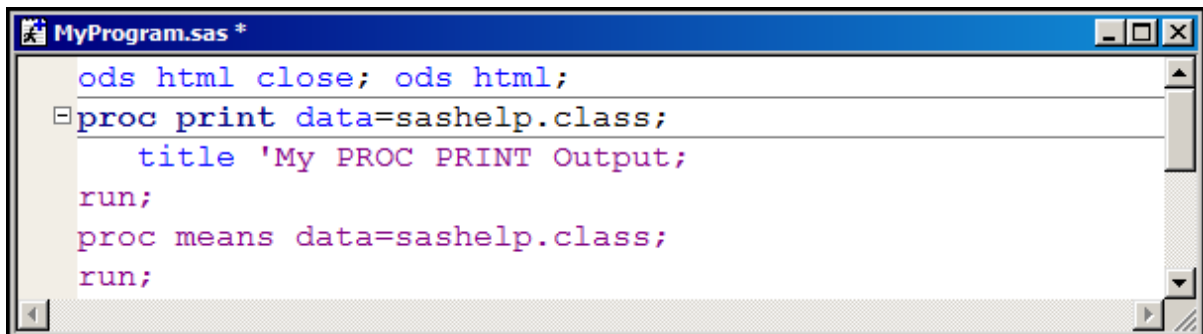 MyProgram.sas *
ods html close; ods html;
proc print data=sashelp.class;
title 'My PROC PRINT Output;
run;
proc means data=sashelp.class;
run;